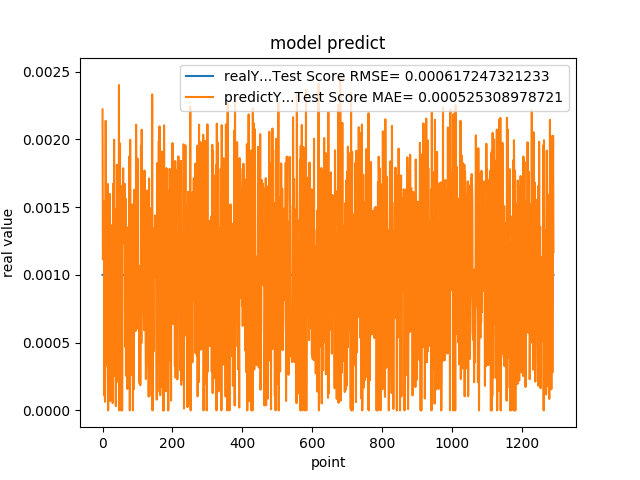 model predict
realY...Test Score RMSE= 0.000617247321233
predictY...Test Score MAE= 0.000525308978721
0.0025
0.0020
0.0015
0.0010
0.0005
0.0000
real value
0 200 400 600 800 1000 1200
point